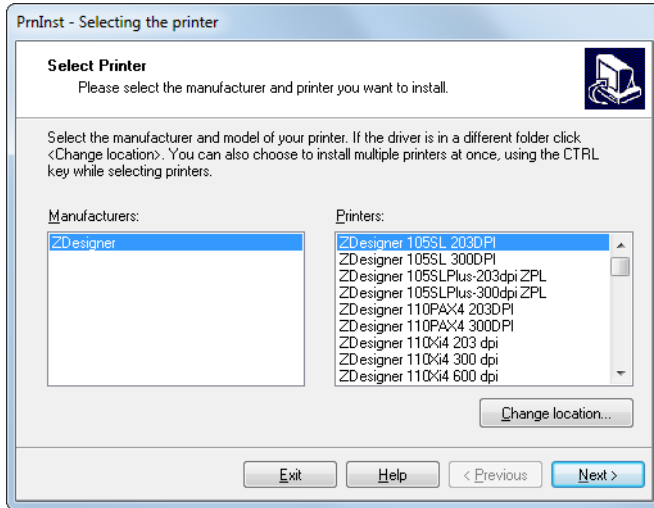 PrnInst - Selecting the printer
Select Printer
Please select the manufacturer and printer you want to install.
Select the manufacturer and model of your printer. If the driver is in a different folder click
<Change location>. You can also choose to install multiple printers at once, using the CTRL
key while selecting printers.
Manufacturers:
Printers:
ZDesigner
ZDesigner 105SL 203DPI
ZDesigner 105SL 300DPI
ZDesigner 105SLPlus-203dpi ZPL
ZDesigner 105SLPlus-300dpi ZPL
ZDesigner 110PAX4 203DPI
ZDesigner 110PAX4 300DPI
ZDesigner 110Xi4 203 dpi
ZDesigner 110Xi4 300 dpi
ZDesigner 110Xi4 600 dpi
Change location...
Exit
Help
< Previous
Next >